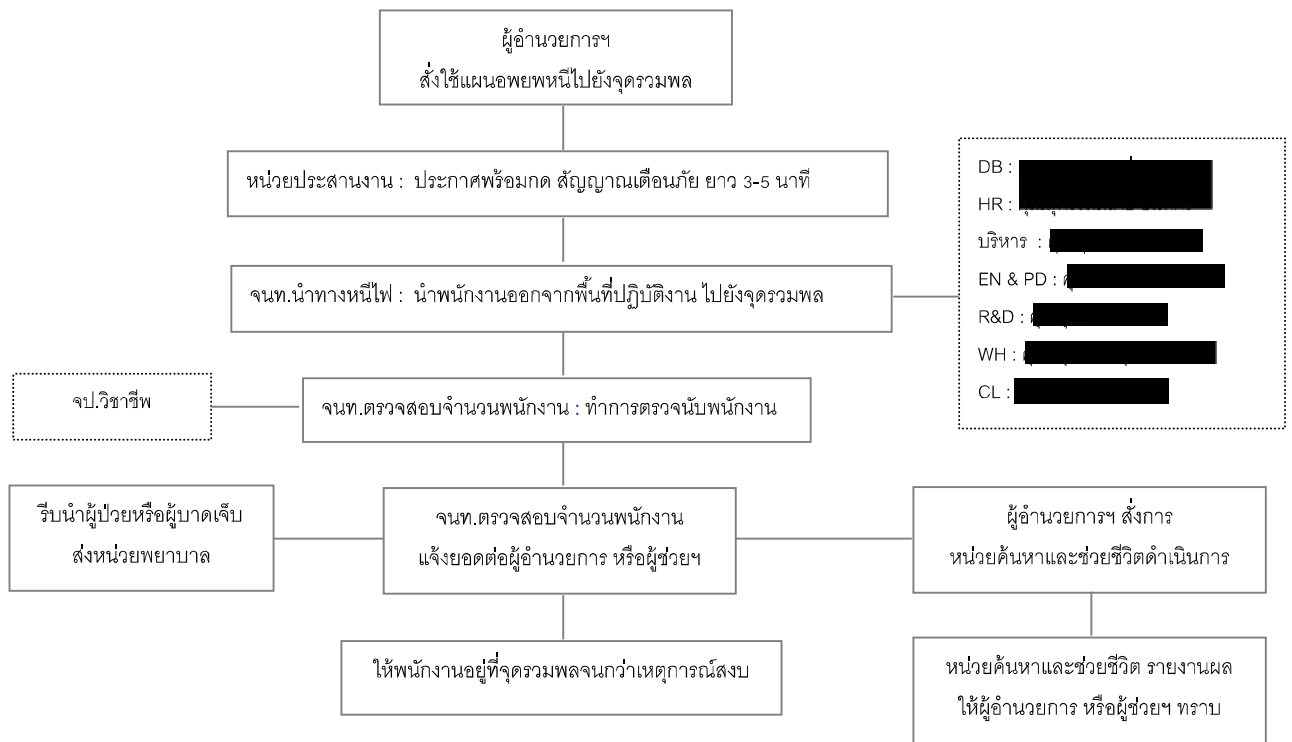 ผู้อำนวยการฯ
สั่งใช้แผนอพยพหนีไปยังจุดรวมพล
หน่วยประสานงาน : ประกาศพร้อมกด สัญญาณเตือนภัย ยาว 3-5 นาที
DB :
HR :
บริหาร :
EN & PD :
R&D :
WH :
CL :
จนท.นำทางหนีไฟ : นำพนักงานออกจากพื้นที่ปฏิบัติงาน ไปยังจุดรวมพล
จป.วิชาชีพ
จนท.ตรวจสอบจำนวนพนักงาน : ทำการตรวจนับพนักงาน
รีบนำผู้ป่วยหรือผู้บาดเจ็บ
ส่งหน่วยพยาบาล
จนท.ตรวจสอบจำนวนพนักงาน
แจ้งยอดต่อผู้อำนวยการ หรือผู้ช่วยฯ
ผู้อำนวยการฯ สั่งการ
หน่วยค้นหาและช่วยชีวิตดำเนินการ
ให้พนักงานอยู่ที่จุดรวมพลจนกว่าเหตุการณ์สงบ
หน่วยค้นหาและช่วยชีวิต รายงานผล
ให้ผู้อำนวยการ หรือผู้ช่วยฯ ทราบ